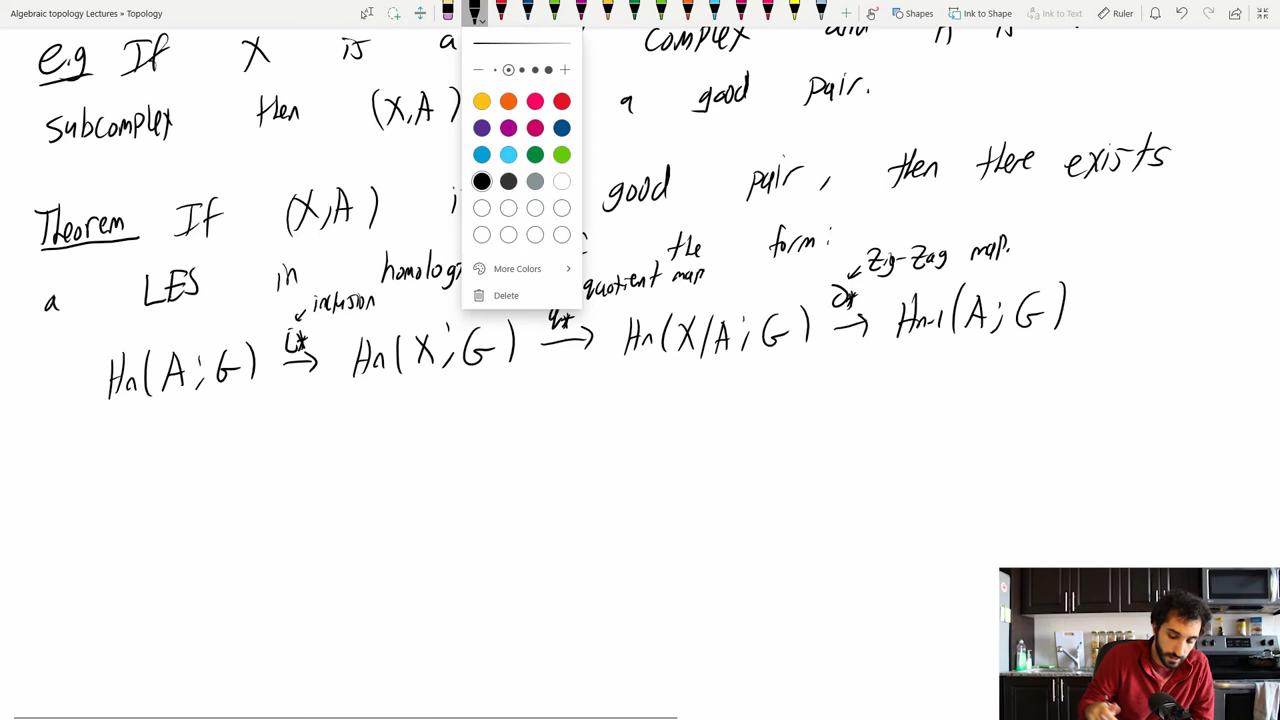 Algebraic topology Lectures » Topology
Shapes Ink to Shape Ink to Text Ruler
e.g If X is a complex
subcomplex then (X,A) a good pair.
Theorem If (X,A) good pair, then there exists
a LES in the form:
inclusion quotient map zig-zag map.
Hn(A;G) i* → Hn(X;G) q* → Hn(X/A;G) ∂* → Hn-1(A;G)
More Colors
Delete